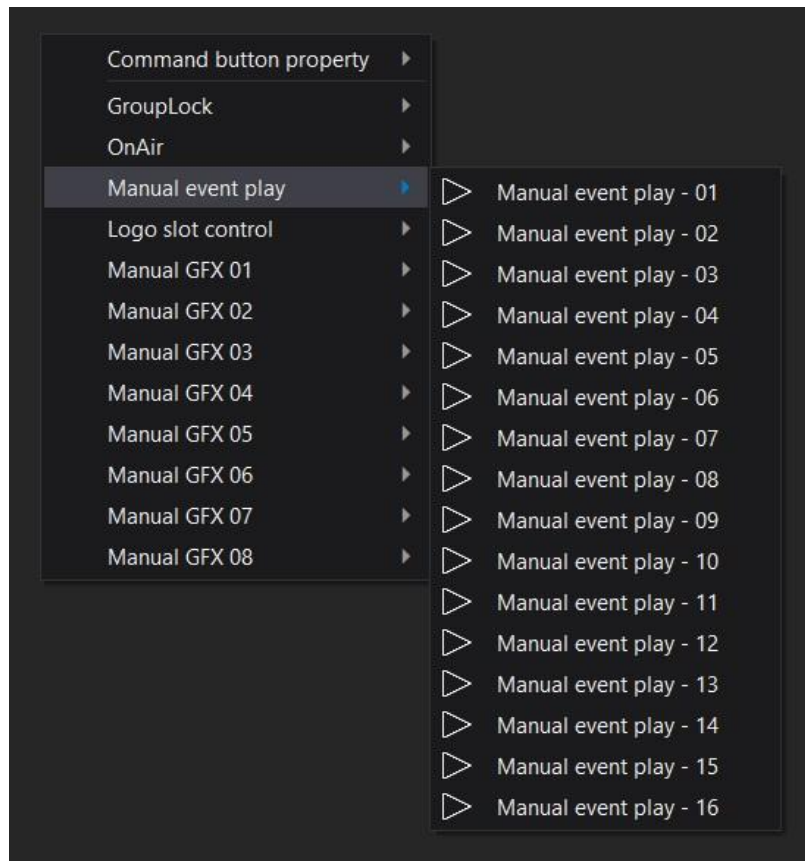 Command button property
GroupLock
OnAir
Manual event play
Logo slot control
Manual GFX 01
Manual GFX 02
Manual GFX 03
Manual GFX 04
Manual GFX 05
Manual GFX 06
Manual GFX 07
Manual GFX 08
Manual event play - 01
Manual event play - 02
Manual event play - 03
Manual event play - 04
Manual event play - 05
Manual event play - 06
Manual event play - 07
Manual event play - 08
Manual event play - 09
Manual event play - 10
Manual event play - 11
Manual event play - 12
Manual event play - 13
Manual event play - 14
Manual event play - 15
Manual event play - 16